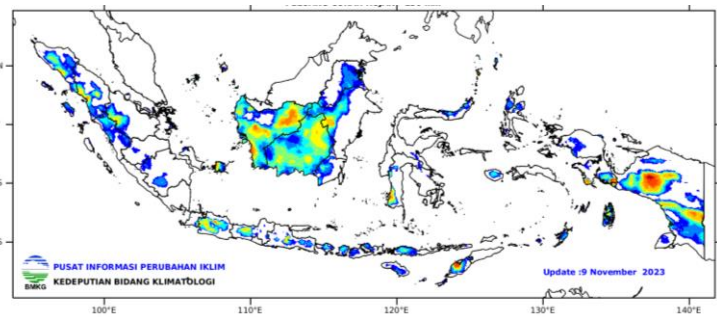 PUSAT INFORMASI PERUBAHAN IKLIM
KEDEPUTIAN BIDANG KLIMATOLOGI
BMKG
Update :9 November 2023
100°E
110°E
120°E
130°E
140°E